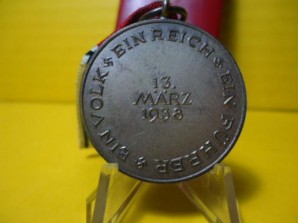 EIN VOLK EIN REICH EIN FÜHRER
13.
MÄRZ
1938